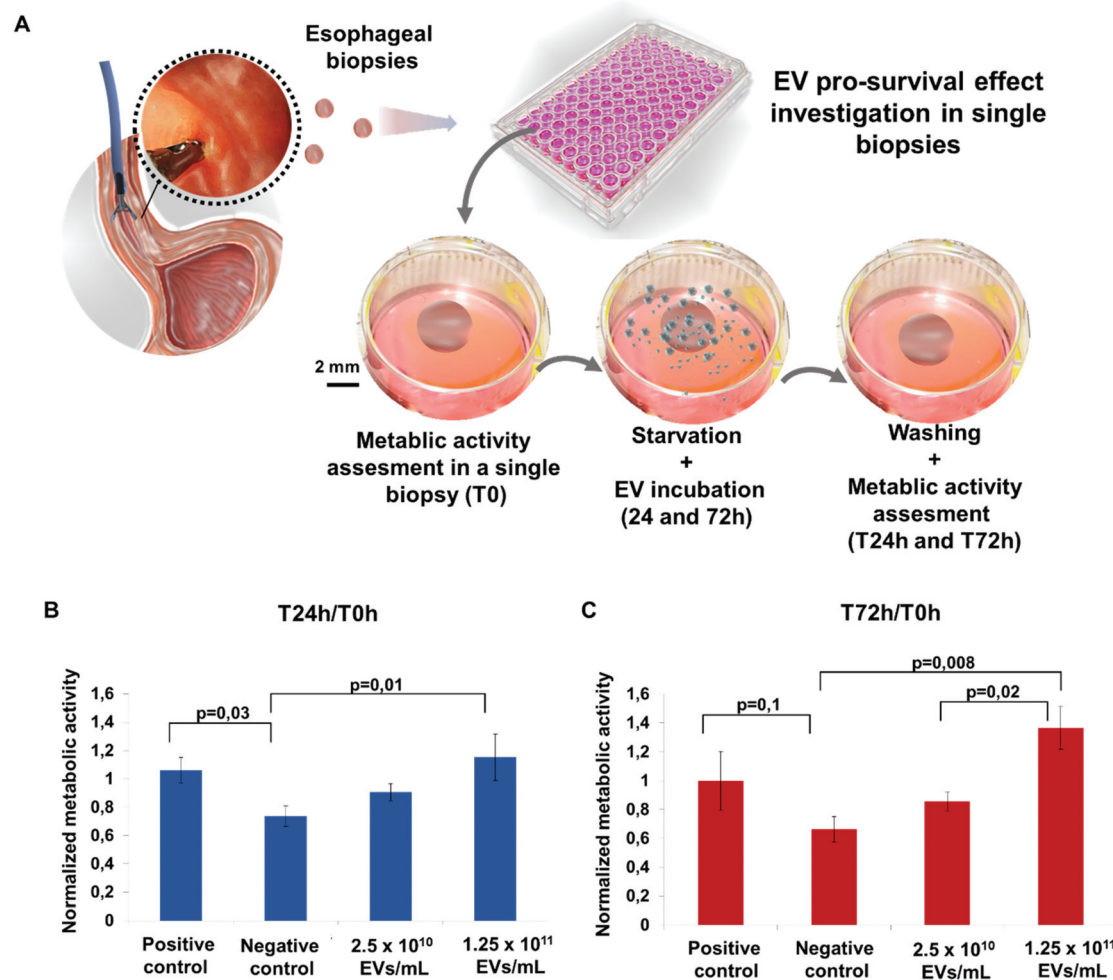 A
Esophageal
biopsies
EV pro-survival effect
investigation in single
biopsies
2 mm
Metablic activity
assesment in a single
biopsy (T0)
Starvation
+
EV incubation
(24 and 72h)
Washing
+
Metablic activity
assesment
(T24h and T72h)
B
T24h/T0h
Normalized metabolic activity
1,6
1,4
1,2
1
0,8
0,6
0,4
0,2
0
p=0,03
p=0,01
Positive
control
Negative
control
2.5 x 10¹⁰
EVs/mL
1.25 x 10¹¹
EVs/mL
C
T72h/T0h
Normalized metabolic activity
1,6
1,4
1,2
1
0,8
0,6
0,4
0,2
0
p=0,008
p=0,1
p=0,02
Positive
control
Negative
control
2.5 x 10¹⁰
EVs/mL
1.25 x 10¹¹
EVs/mL